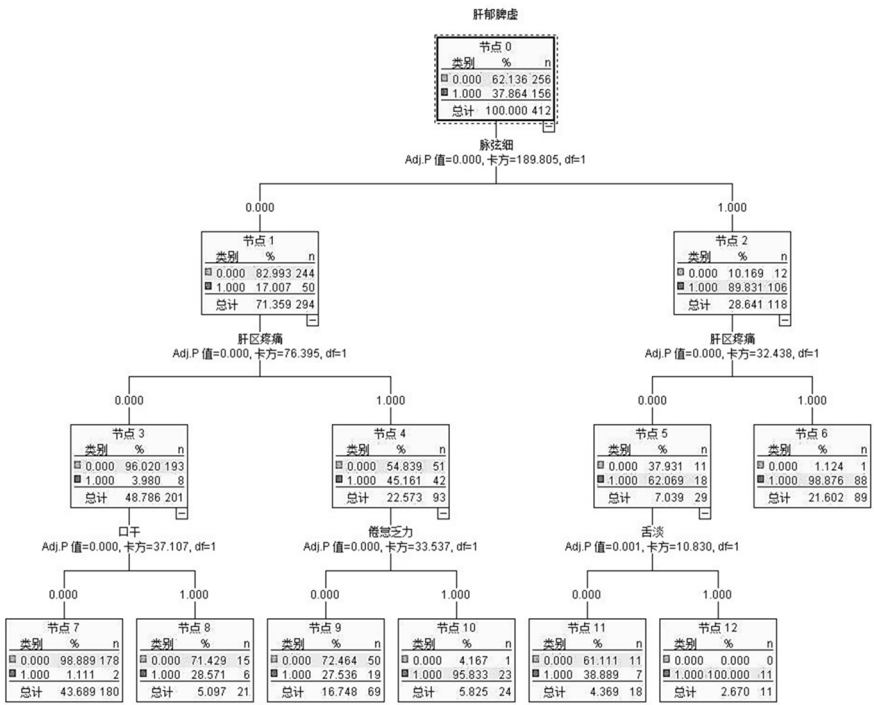 肝郁脾虚
节点 0
类别 % n
0.000 62.136 256
1.000 37.864 156
总计 100.000 412
脉弦细
Adj.P 值=0.000, 卡方=189.805, df=1
0.000 1.000
节点 1
类别 % n
0.000 82.993 244
1.000 17.007 50
总计 71.359 294
节点 2
类别 % n
0.000 10.169 12
1.000 89.831 106
总计 28.641 118
肝区疼痛
Adj.P 值=0.000, 卡方=76.395, df=1
肝区疼痛
Adj.P 值=0.000, 卡方=32.438, df=1
0.000 1.000 0.000 1.000
节点 3
类别 % n
0.000 96.020 193
1.000 3.980 8
总计 48.786 201
节点 4
类别 % n
0.000 54.839 51
1.000 45.161 42
总计 22.573 93
节点 5
类别 % n
0.000 37.931 11
1.000 62.069 18
总计 7.039 29
节点 6
类别 % n
0.000 1.124 1
1.000 98.876 88
总计 21.602 89
口干
Adj.P 值=0.000, 卡方=37.107, df=1
倦怠乏力
Adj.P 值=0.000, 卡方=33.537, df=1
舌淡
Adj.P 值=0.001, 卡方=10.830, df=1
0.000 1.000 0.000 1.000 0.000 1.000
节点 7
类别 % n
0.000 98.889 178
1.000 1.111 2
总计 43.689 180
节点 8
类别 % n
0.000 71.429 15
1.000 28.571 6
总计 5.097 21
节点 9
类别 % n
0.000 72.464 50
1.000 27.536 19
总计 16.748 69
节点 10
类别 % n
0.000 4.167 1
1.000 95.833 23
总计 5.825 24
节点 11
类别 % n
0.000 61.111 11
1.000 38.889 7
总计 4.369 18
节点 12
类别 % n
0.000 0.000 0
1.000 100.000 11
总计 2.670 11